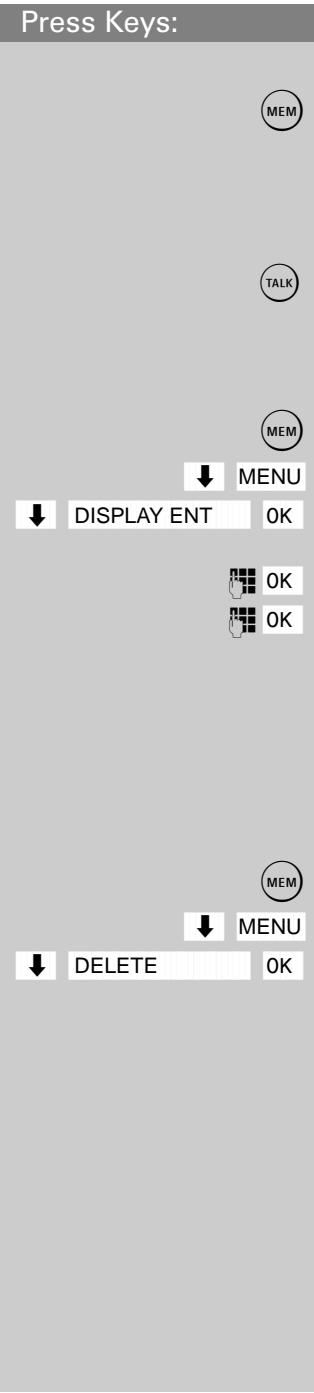 Press Keys:
MEM
TALK
MEM
MENU
DISPLAY ENT OK
OK
OK
MEM
MENU
DELETE OK